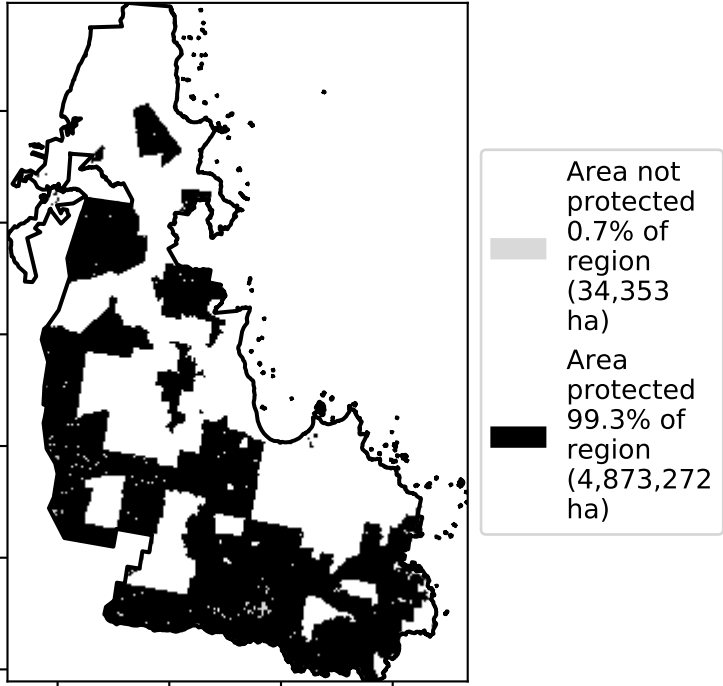 Area not
protected
0.7% of
region
(34,353
ha)
Area
protected
99.3% of
region
(4,873,272
ha)